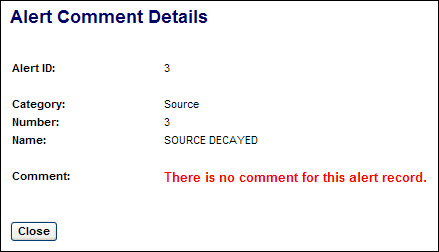 Alert Comment Details
Alert ID: 3
Category: Source
Number: 3
Name: SOURCE DECAYED
Comment: There is no comment for this alert record.
Close